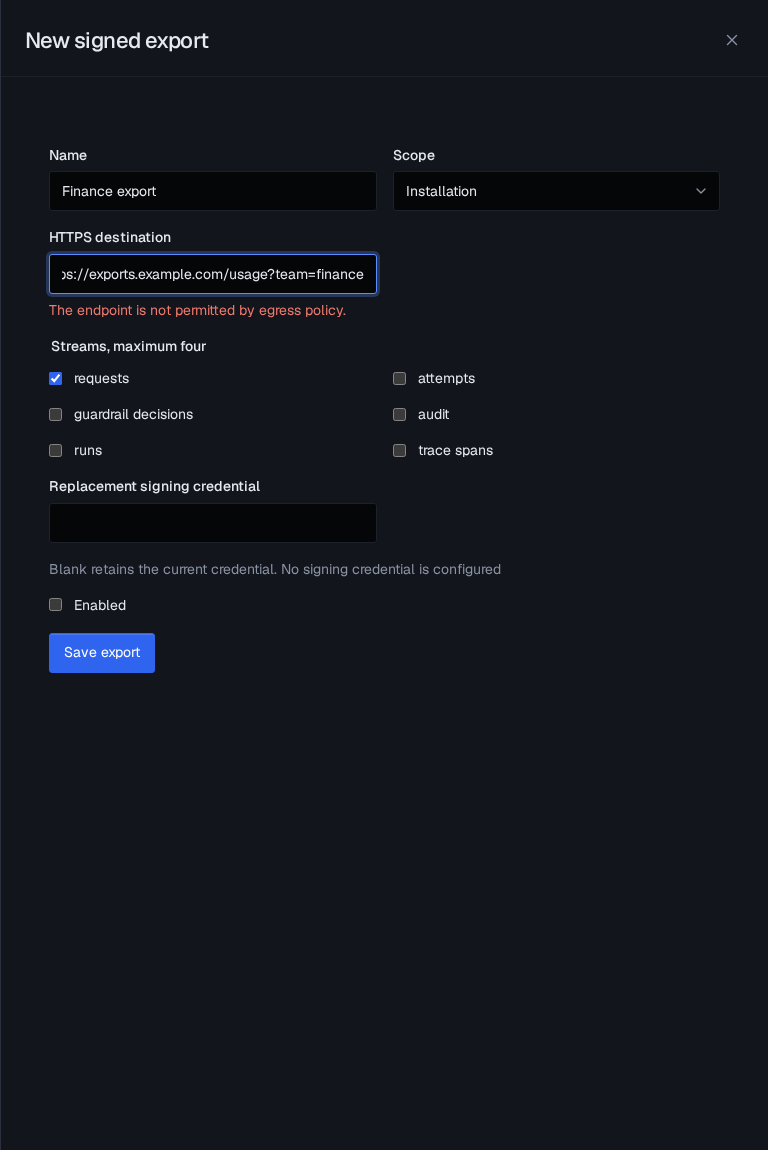 New signed export
Name
Scope
Finance export
Installation
HTTPS destination
ps://exports.example.com/usage?team=finance
The endpoint is not permitted by egress policy.
Streams, maximum four
requests
attempts
guardrail decisions
audit
runs
trace spans
Replacement signing credential
Blank retains the current credential. No signing credential is configured
Enabled
Save export